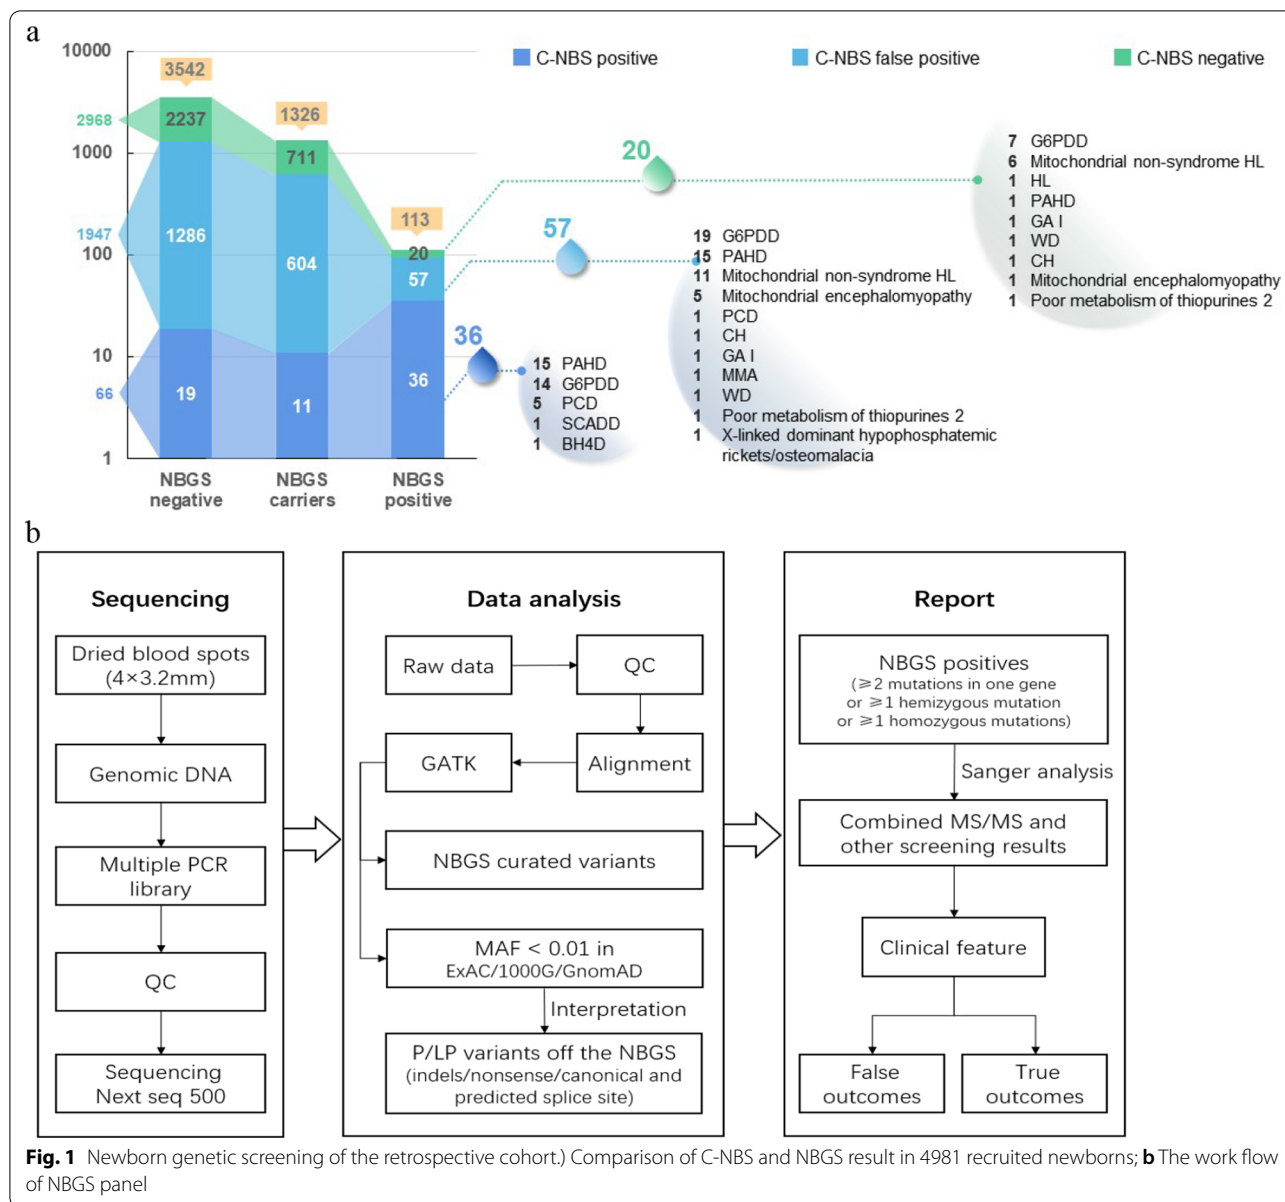 a
C-NBS positive
C-NBS false positive
C-NBS negative
10000
1000
100
10
1
2968
1947
66
3542
2237
1286
19
1326
711
604
11
113
20
57
36
NBGS
negative
NBGS
carriers
NBGS
positive
36
15 PAHD
14 G6PDD
5 PCD
1 SCADD
1 BH4D
57
19 G6PDD
15 PAHD
11 Mitochondrial non-syndrome HL
5 Mitochondrial encephalomyopathy
1 PCD
1 CH
1 GA I
1 MMA
1 WD
1 Poor metabolism of thiopurines 2
1 X-linked dominant hypophosphatemic
rickets/osteomalacia
20
7 G6PDD
6 Mitochondrial non-syndrome HL
1 HL
1 PAHD
1 GA I
1 WD
1 CH
1 Mitochondrial encephalomyopathy
1 Poor metabolism of thiopurines 2
b
Sequencing
Dried blood spots
(4×3.2mm)
Genomic DNA
Multiple PCR
library
QC
Sequencing
Next seq 500
Data analysis
Raw data
QC
GATK
Alignment
NBGS curated variants
MAF < 0.01 in
ExAC/1000G/GnomAD
Interpretation
P/LP variants off the NBGS
(indels/nonsense/canonical and
predicted splice site)
Report
NBGS positives
(≥2 mutations in one gene
or ≥1 hemizygous mutation
or ≥1 homozygous mutations)
Sanger analysis
Combined MS/MS and
other screening results
Clinical feature
False
outcomes
True
outcomes
Fig. 1 Newborn genetic screening of the retrospective cohort.) Comparison of C-NBS and NBGS result in 4981 recruited newborns; b The work flow
of NBGS panel